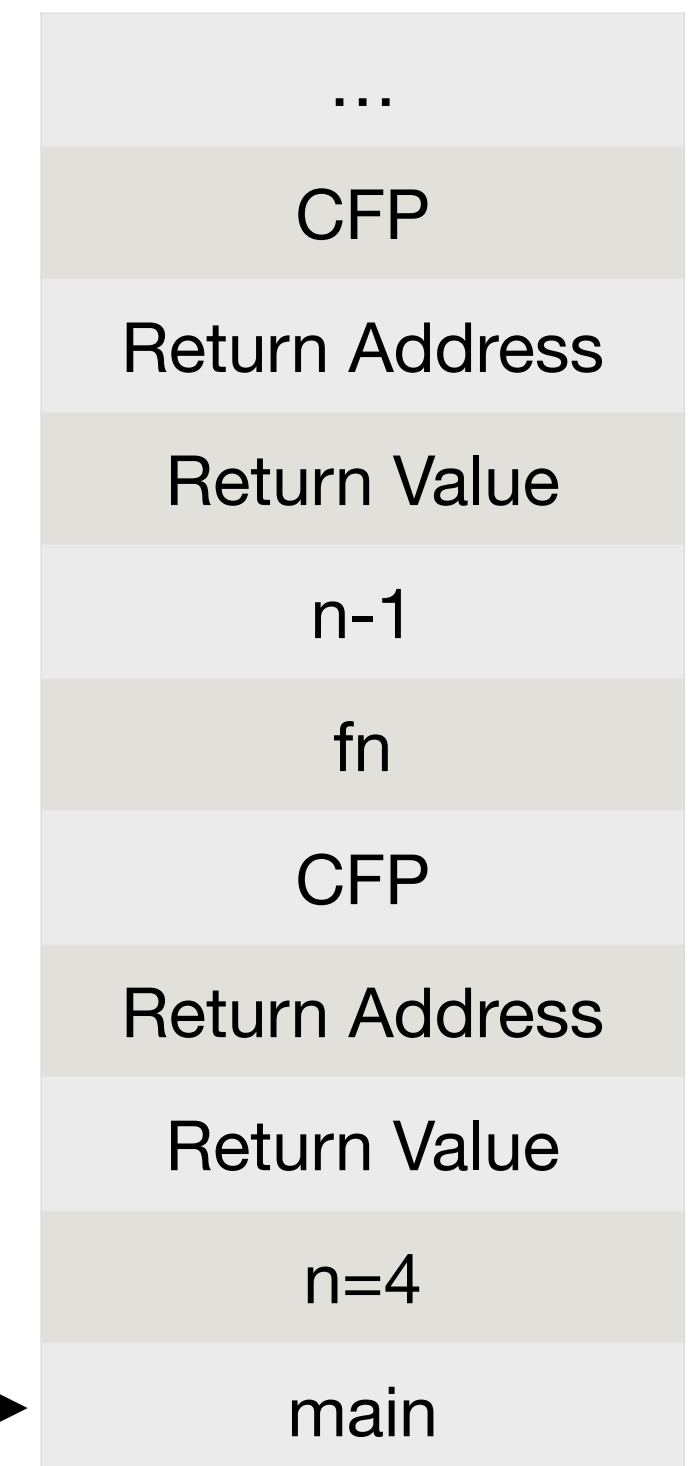 ...
CFP
Return Address
Return Value
n-1
fn
CFP
Return Address
Return Value
n=4
main